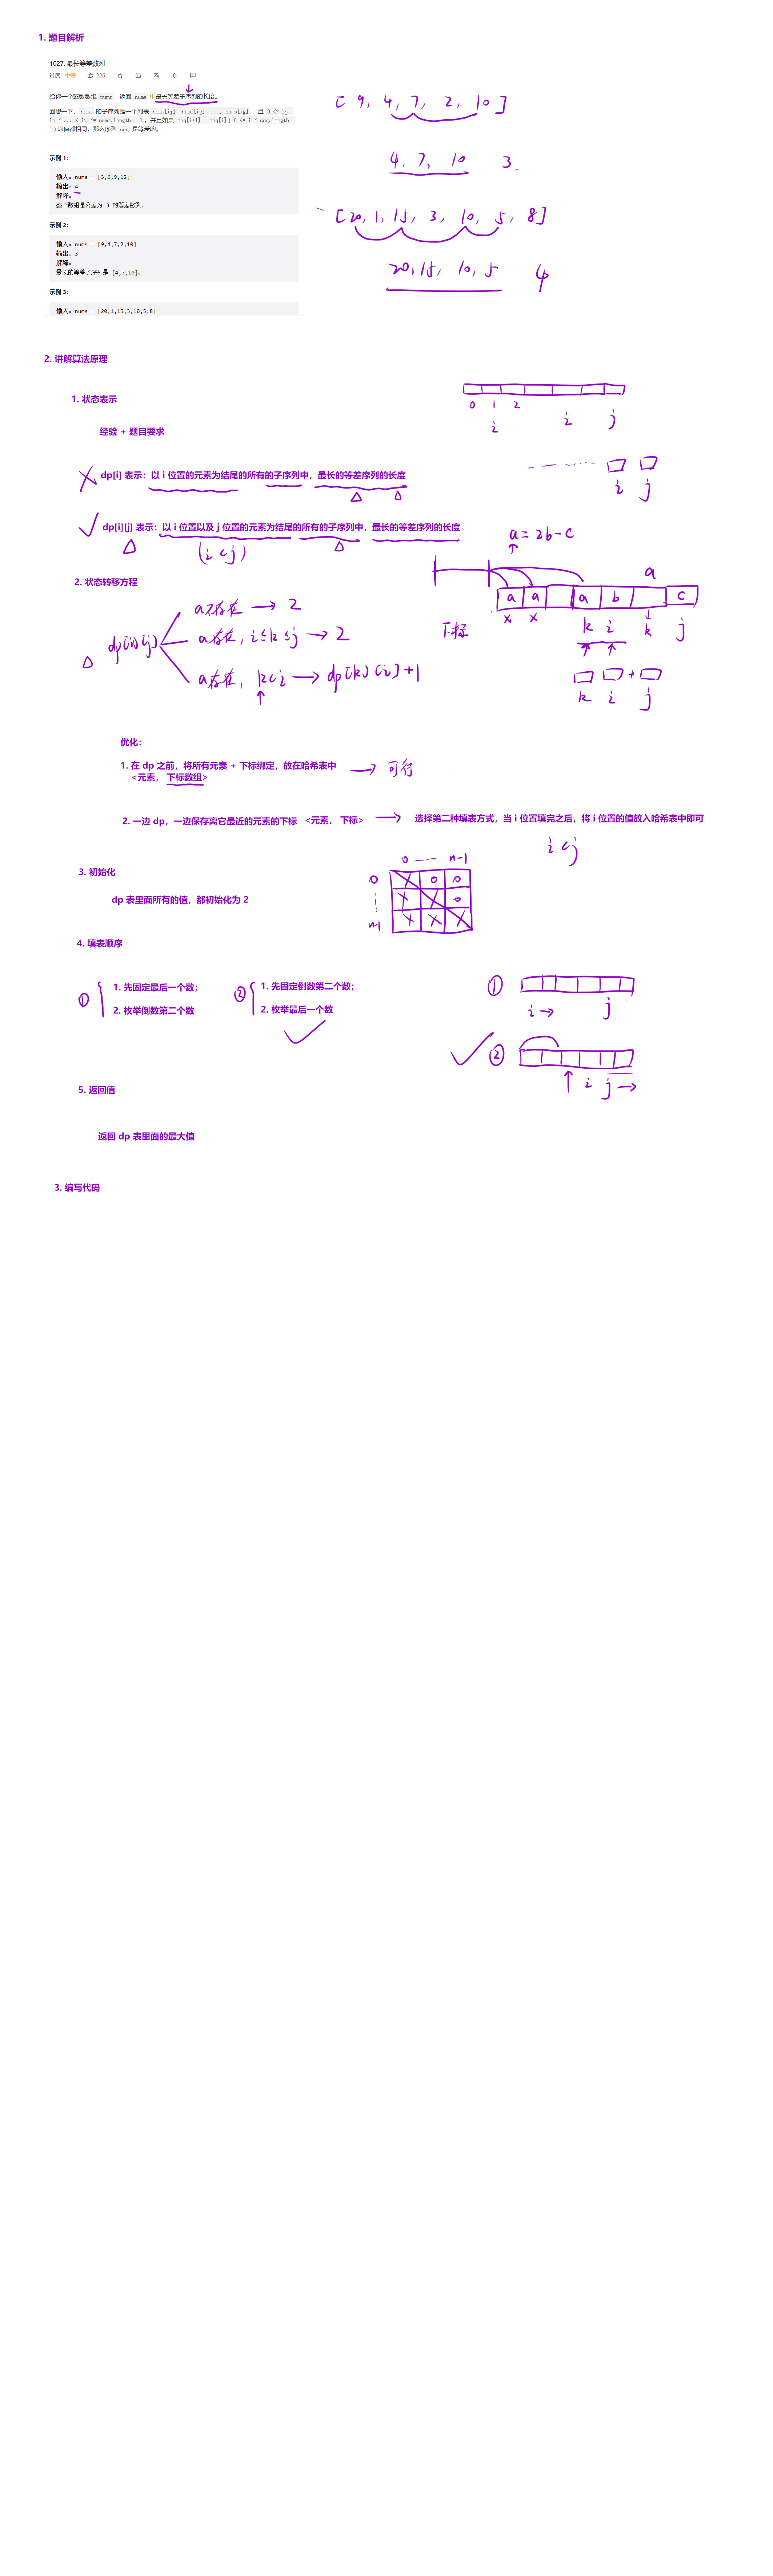 1. 题目解析
1027. 最长等差数列
难度 中等 226
给你一个整数数组 nums，返回 nums 中最长等差子序列的长度。
回想一下，nums 的子序列是一个列表 nums[i₁], nums[i₂], ..., nums[iₖ] ，且 0 <= i₁ <
i₂ < ... < iₖ <= nums.length - 1。并且如果 seq[i+1] - seq[i]( 0 <= i < seq.length -
1) 的值都相同，那么序列 seq 是等差的。
示例 1：
输入：nums = [3,6,9,12]
输出：4
解释：
整个数组是公差为 3 的等差数列。
示例 2：
输入：nums = [9,4,7,2,10]
输出：3
解释：
最长的等差子序列是 [4,7,10]。
示例 3：
输入：nums = [20,1,15,3,10,5,8]
[9, 4, 7, 2, 10]
4, 7, 10 3
[20, 1, 15, 3, 10, 5, 8]
20, 15, 10, 5 4
2. 讲解算法原理
1. 状态表示
经验 + 题目要求
0 1 2
i i j
dp[i] 表示：以 i 位置的元素为结尾的所有的子序列中，最长的等差序列的长度
i j
dp[i][j] 表示：以 i 位置以及 j 位置的元素为结尾的所有的子序列中，最长的等差序列的长度
(i < j)
a = 2b - c
2. 状态转移方程
dp[i][j]
a不存在 → 2
a存在, i ≤ k ≤ j → 2
a存在, k < i → dp[k][i] + 1
a
a a a b c
下标 × × k i k j
+
k i j
优化：
1. 在 dp 之前，将所有元素 + 下标绑定，放在哈希表中 → 可行
<元素， 下标数组>
2. 一边 dp，一边保存离它最近的元素的下标 <元素， 下标> → 选择第二种填表方式，当 i 位置填完之后，将 i 位置的值放入哈希表中即可
i < j
3. 初始化
dp 表里面所有的值，都初始化为 2
0 n-1
0 × 0 0
× × 0
n-1 × × ×
4. 填表顺序
①
1. 先固定最后一个数；
2. 枚举倒数第二个数
②
1. 先固定倒数第二个数；
2. 枚举最后一个数
①
i → j
②
i j →
5. 返回值
返回 dp 表里面的最大值
3. 编写代码